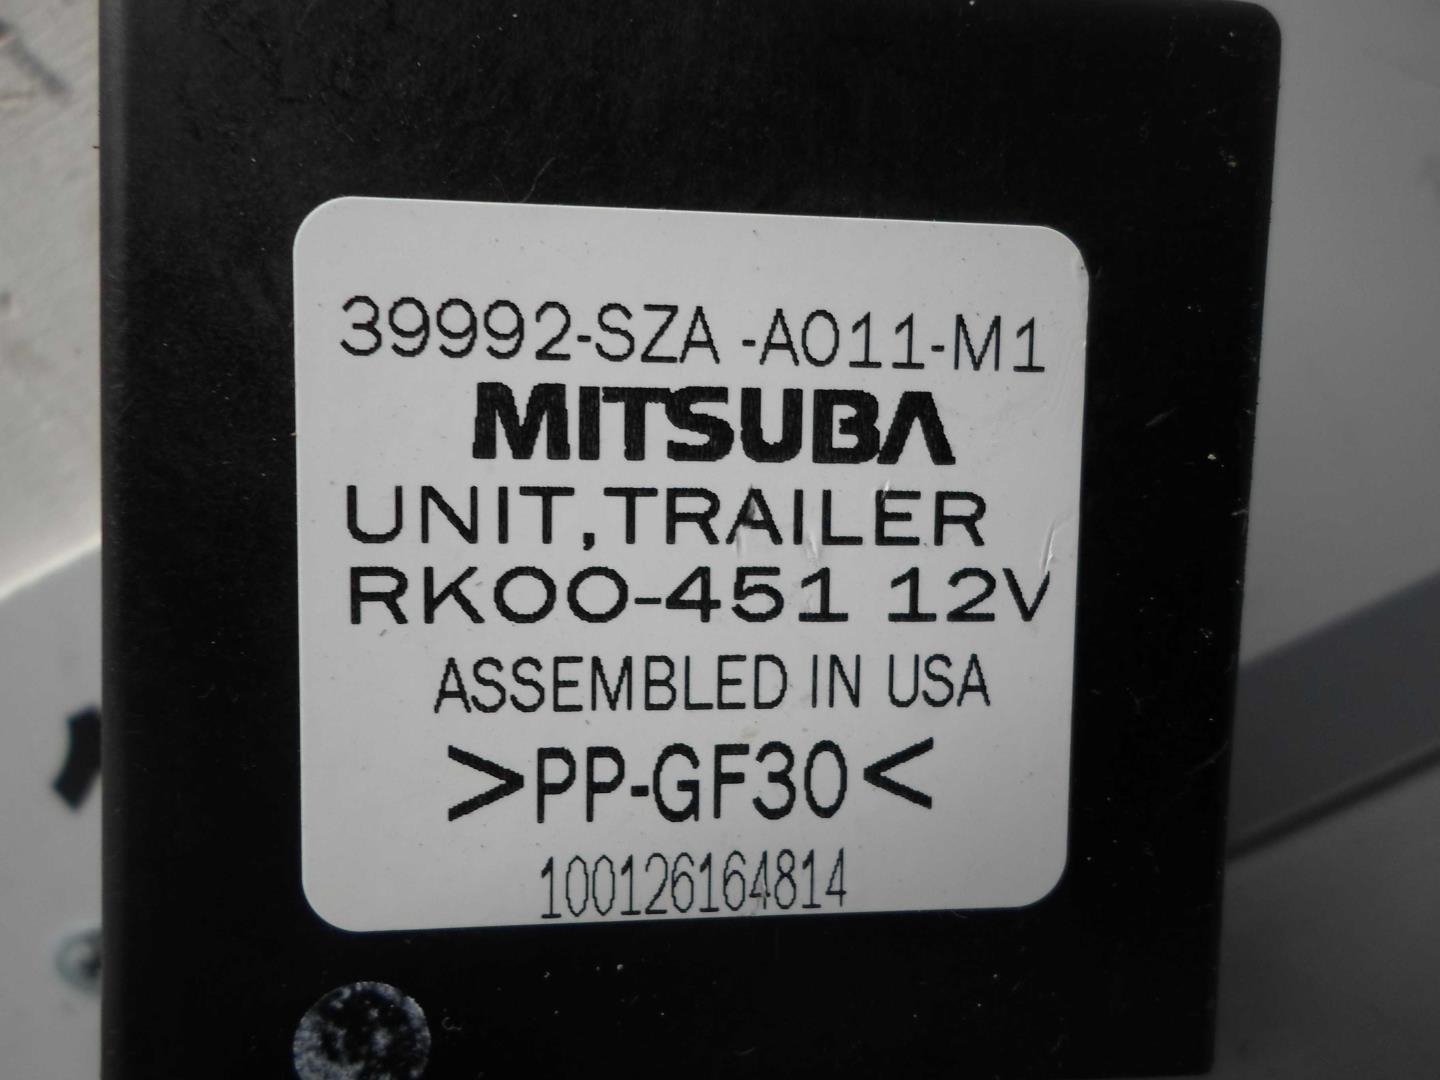 39992-SZA -A011-M1
MITSUBA
UNIT,TRAILER
RK00-451 12V
ASSEMBLED IN USA
>PP-GF30<
100126164814